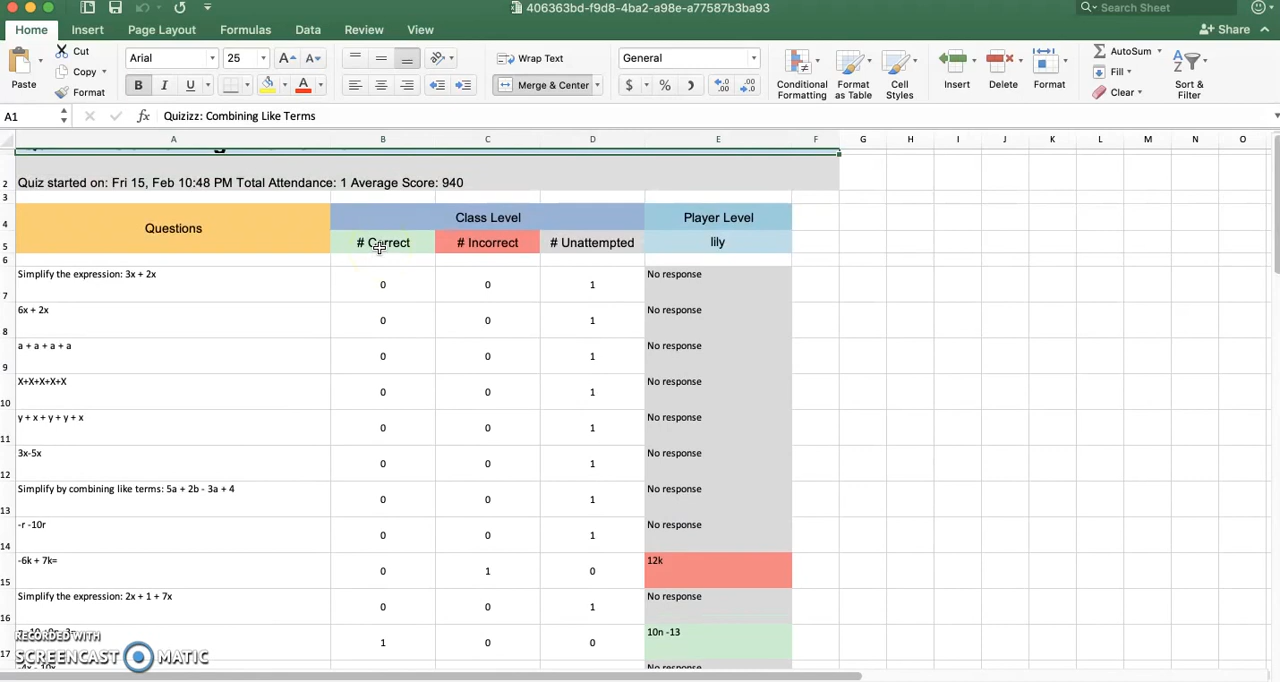 406363bd-f9d8-4ba2-a98e-a77587b3ba93
Search Sheet
Home Insert Page Layout Formulas Data Review View Share
Paste Cut Copy Format
Arial 25 A A
B I U A
Wrap Text
Merge & Center
General
$ % )
Conditional Formatting
Format as Table
Cell Styles
Insert Delete Format
AutoSum
Fill
Clear
Sort & Filter
A1 fx Quizizz: Combining Like Terms
A B C D E F G H I J K L M N O
2 Quiz started on: Fri 15, Feb 10:48 PM Total Attendance: 1 Average Score: 940
3
4 Questions Class Level Player Level
5 # Correct # Incorrect # Unattempted lily
6
7 Simplify the expression: 3x + 2x 0 0 1 No response
8 6x + 2x 0 0 1 No response
9 a + a + a + a 0 0 1 No response
10 X+X+X+X+X 0 0 1 No response
11 y + x + y + y + x 0 0 1 No response
12 3x-5x 0 0 1 No response
13 Simplify by combining like terms: 5a + 2b - 3a + 4 0 0 1 No response
14 -r -10r 0 0 1 No response
15 -6k + 7k= 0 1 0 12k
16 Simplify the expression: 2x + 1 + 7x 0 0 1 No response
17 1 0 0 10n -13
-4x - 10x No response
RECORDED WITH
SCREENCAST MATIC